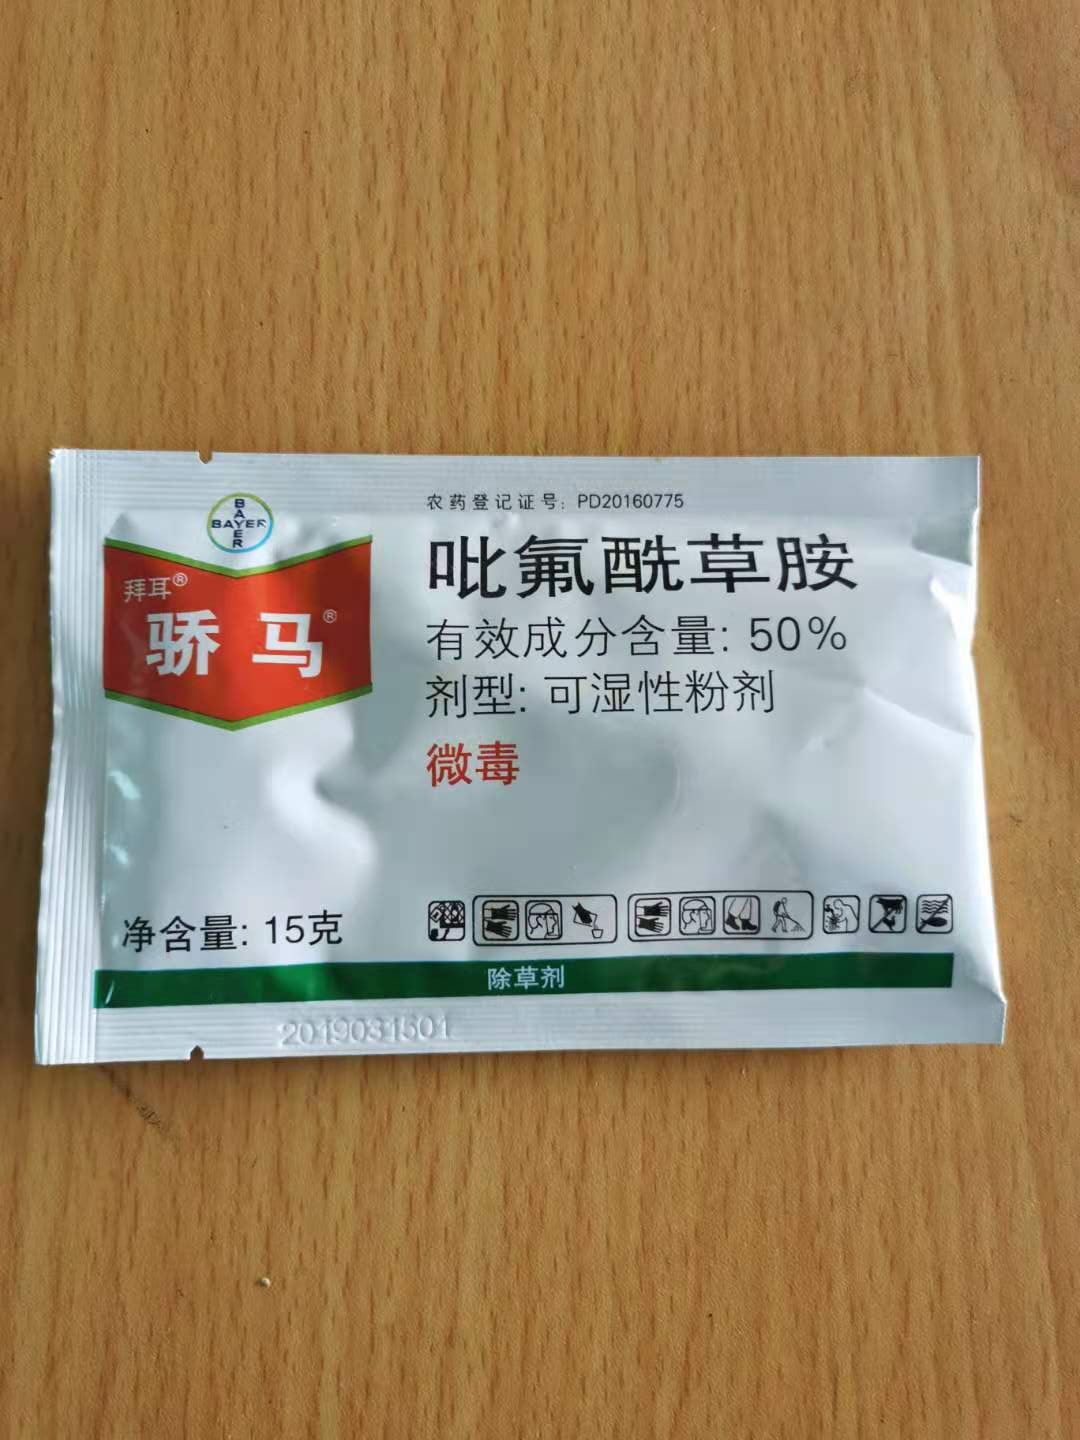 农药登记证号: PD20160775
BAYER
BAYER
拜耳®
骄马®
吡氟酰草胺
有效成分含量: 50%
剂型: 可湿性粉剂
微毒
净含量: 15克
除草剂
2019031501